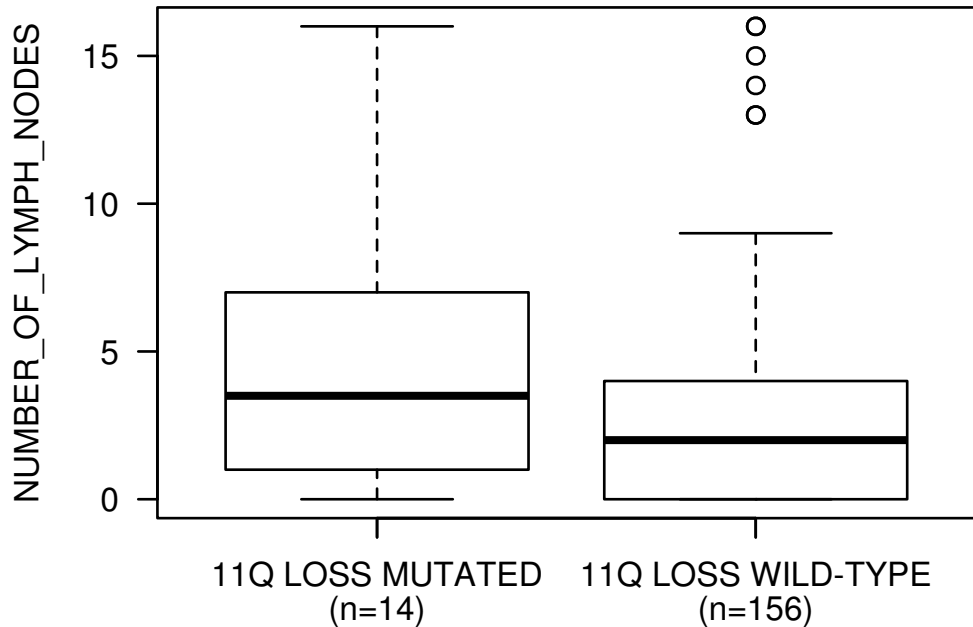 NUMBER_OF_LYMPH_NODES
15
10
5
0
11Q LOSS MUTATED
(n=14)
11Q LOSS WILD-TYPE
(n=156)